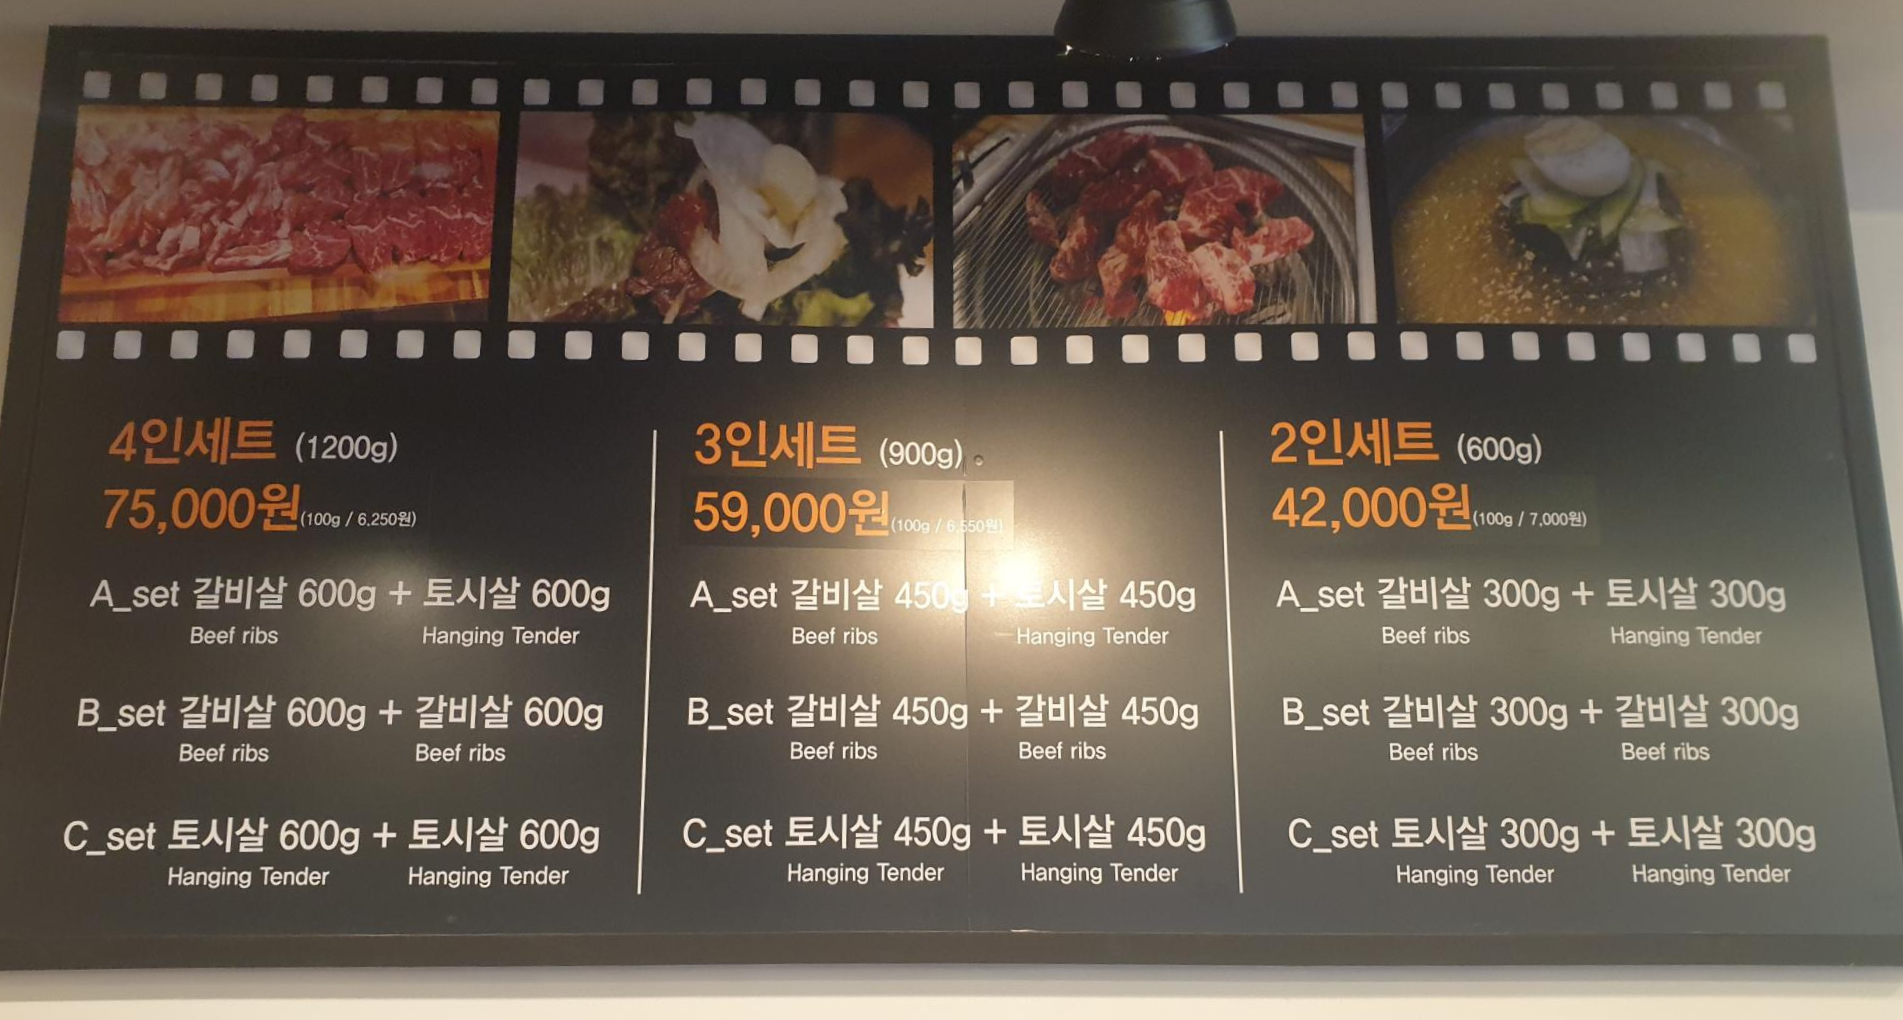 4인세트 (1200g)
75,000원(100g / 6,250원)
A_set 갈비살 600g + 토시살 600g
Beef ribs Hanging Tender
B_set 갈비살 600g + 갈비살 600g
Beef ribs Beef ribs
C_set 토시살 600g + 토시살 600g
Hanging Tender Hanging Tender
3인세트 (900g)
59,000원(100g / 6,550원)
A_set 갈비살 450g + 토시살 450g
Beef ribs Hanging Tender
B_set 갈비살 450g + 갈비살 450g
Beef ribs Beef ribs
C_set 토시살 450g + 토시살 450g
Hanging Tender Hanging Tender
2인세트 (600g)
42,000원(100g / 7,000원)
A_set 갈비살 300g + 토시살 300g
Beef ribs Hanging Tender
B_set 갈비살 300g + 갈비살 300g
Beef ribs Beef ribs
C_set 토시살 300g + 토시살 300g
Hanging Tender Hanging Tender